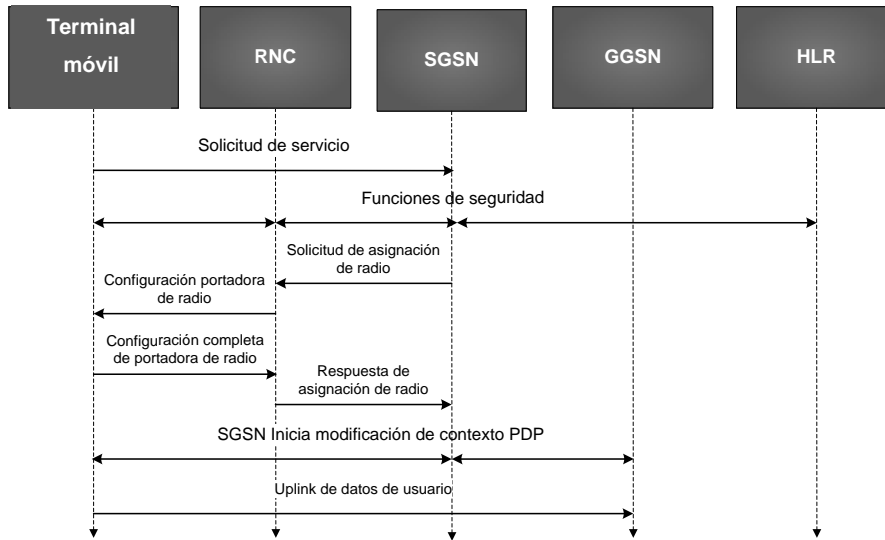 Terminal
móvil
RNC
SGSN
GGSN
HLR
Solicitud de servicio
Funciones de seguridad
Solicitud de asignación
de radio
Configuración portadora
de radio
Configuración completa
de portadora de radio
Respuesta de
asignación de radio
SGSN Inicia modificación de contexto PDP
Uplink de datos de usuario